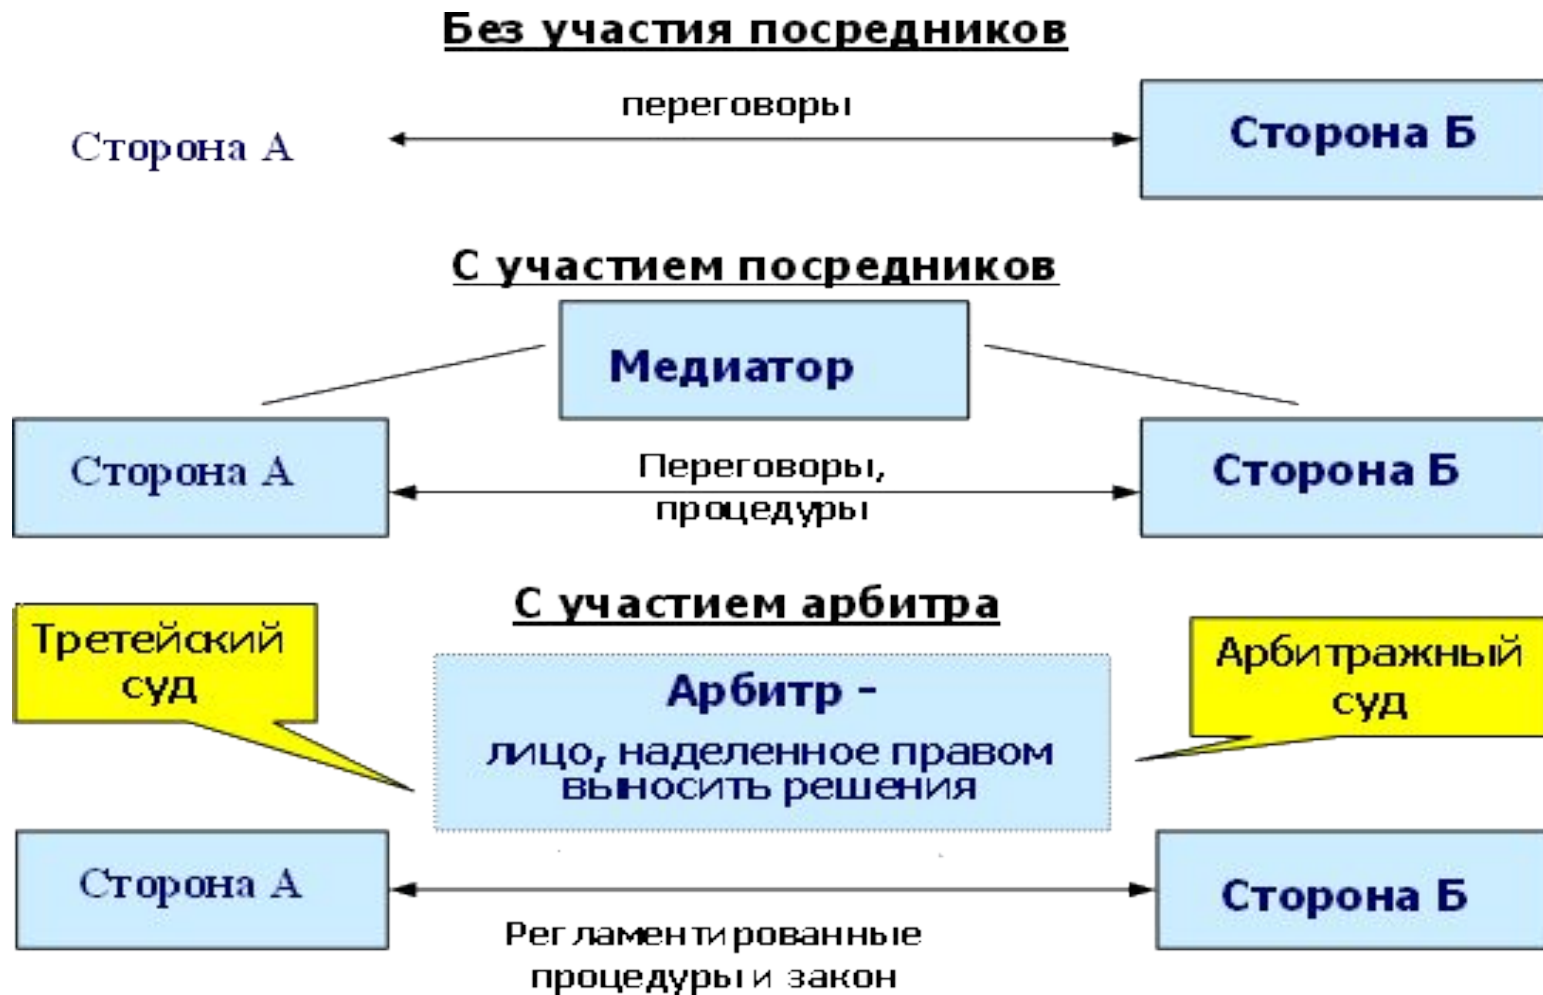 Без участия посредников
переговоры
Сторона А
Сторона Б
С участием посредников
Медиатор
Сторона А
Переговоры,
процедуры
Сторона Б
С участием арбитра
Третейский
суд
Арбитр -
лицо, наделенное правом
выносить решения
Арбитражный
суд
Сторона А
Сторона Б
Регламентированные
процедуры и закон